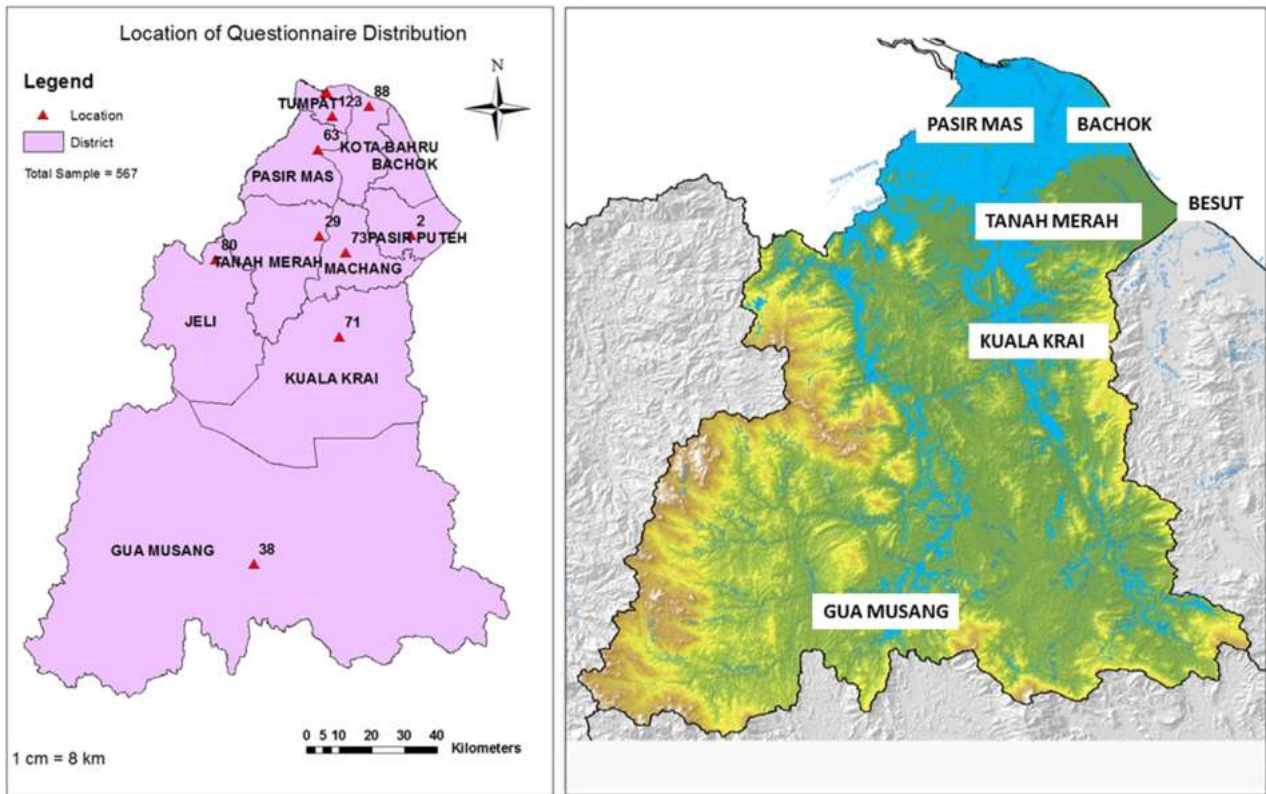 Location of Questionnaire Distribution
Legend
Location
District
Total Sample = 567
N
88
TUMPAT
123
63
KOTA BAHRU
BACHOK
PASIR MAS
29
2
73
PASIR PUTEH
80
TANAH MERAH
MACHANG
JELI
71
KUALA KRAI
GUA MUSANG
38
0 5 10 20 30 40
Kilometers
1 cm = 8 km
PASIR MAS
BACHOK
BESUT
TANAH MERAH
KUALA KRAI
GUA MUSANG